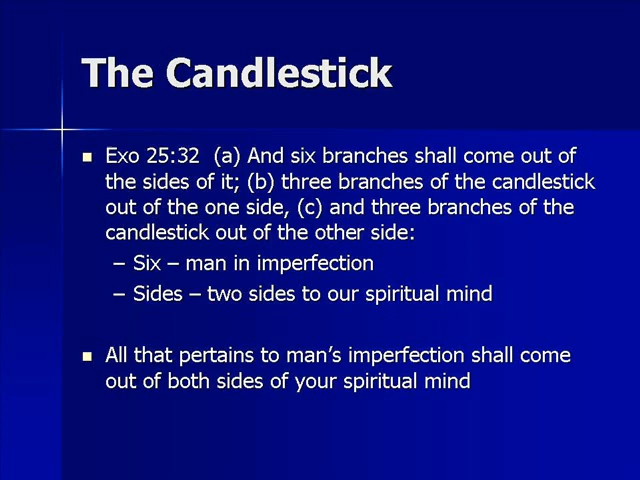 The Candlestick
Exo 25:32  (a) And six branches shall come out of
the sides of it; (b) three branches of the candlestick
out of the one side, (c) and three branches of the
candlestick out of the other side:
– Six – man in imperfection
– Sides – two sides to our spiritual mind
All that pertains to man's imperfection shall come
out of both sides of your spiritual mind